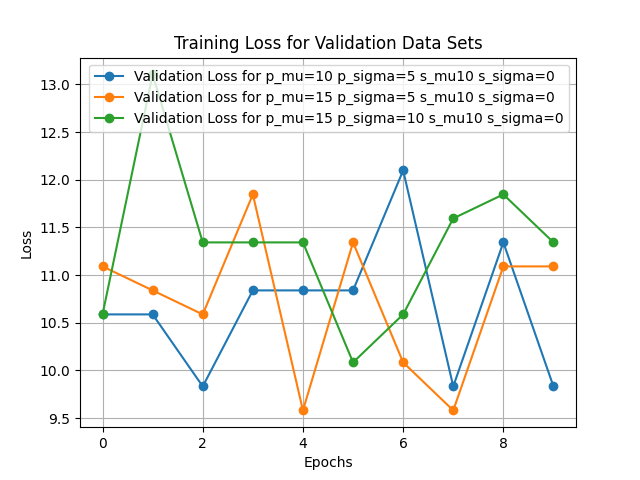 Training Loss for Validation Data Sets
Validation Loss for p_mu=10 p_sigma=5 s_mu10 s_sigma=0
Validation Loss for p_mu=15 p_sigma=5 s_mu10 s_sigma=0
Validation Loss for p_mu=15 p_sigma=10 s_mu10 s_sigma=0
13.0
12.5
12.0
11.5
11.0
10.5
10.0
9.5
Loss
0 2 4 6 8
Epochs